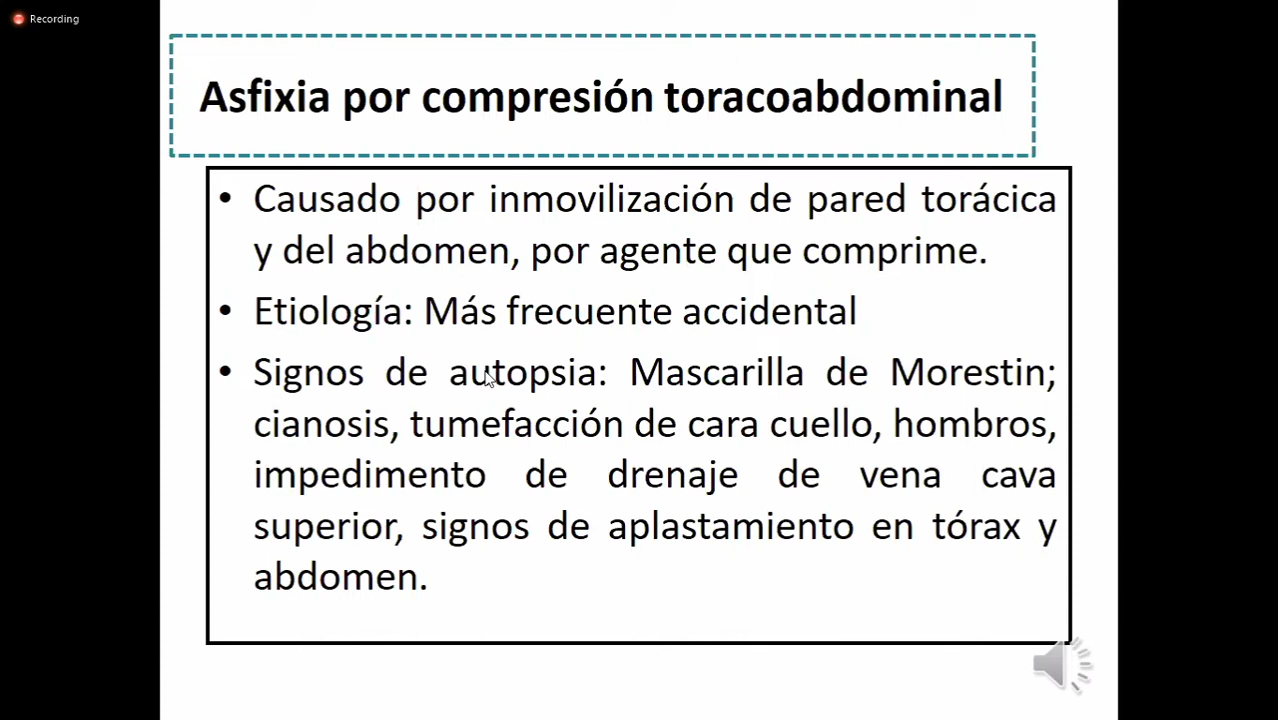 Recording
Asfixia por compresión toracoabdominal
• Causado por inmovilización de pared torácica
y del abdomen, por agente que comprime.
• Etiología: Más frecuente accidental
• Signos de autopsia: Mascarilla de Morestin;
cianosis, tumefacción de cara cuello, hombros,
impedimento de drenaje de vena cava
superior, signos de aplastamiento en tórax y
abdomen.